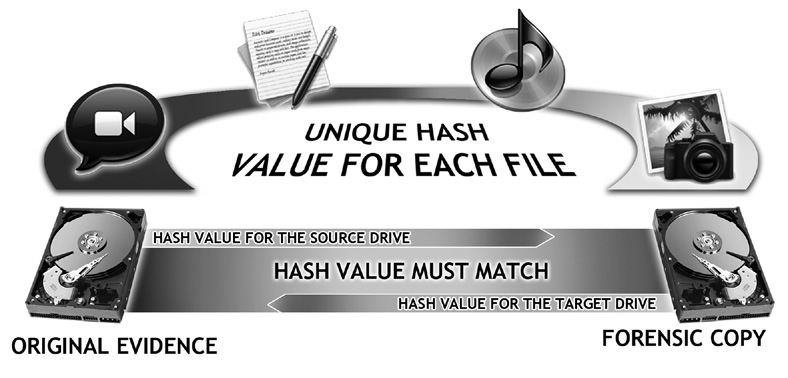 UNIQUE HASH
VALUE FOR EACH FILE
HASH VALUE FOR THE SOURCE DRIVE
HASH VALUE MUST MATCH
HASH VALUE FOR THE TARGET DRIVE
ORIGINAL EVIDENCE
FORENSIC COPY